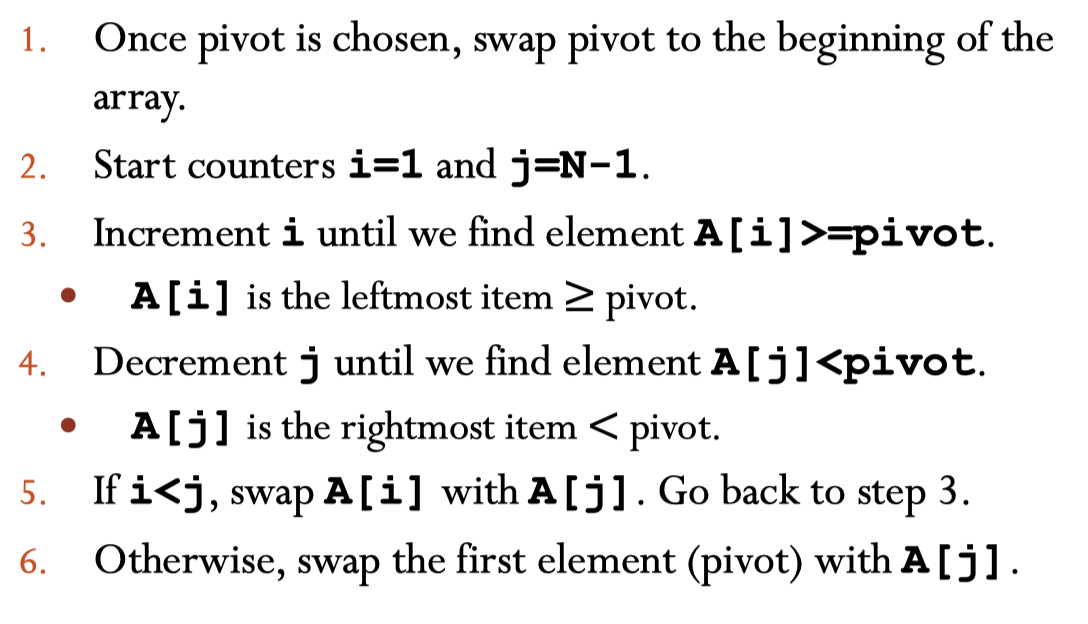 1. Once pivot is chosen, swap pivot to the beginning of the
array.
2. Start counters i=1 and j=N-1.
3. Increment i until we find element A[i]>=pivot.
• A[i] is the leftmost item ≥ pivot.
4. Decrement j until we find element A[j]<pivot.
• A[j] is the rightmost item < pivot.
5. If i<j, swap A[i] with A[j]. Go back to step 3.
6. Otherwise, swap the first element (pivot) with A[j].